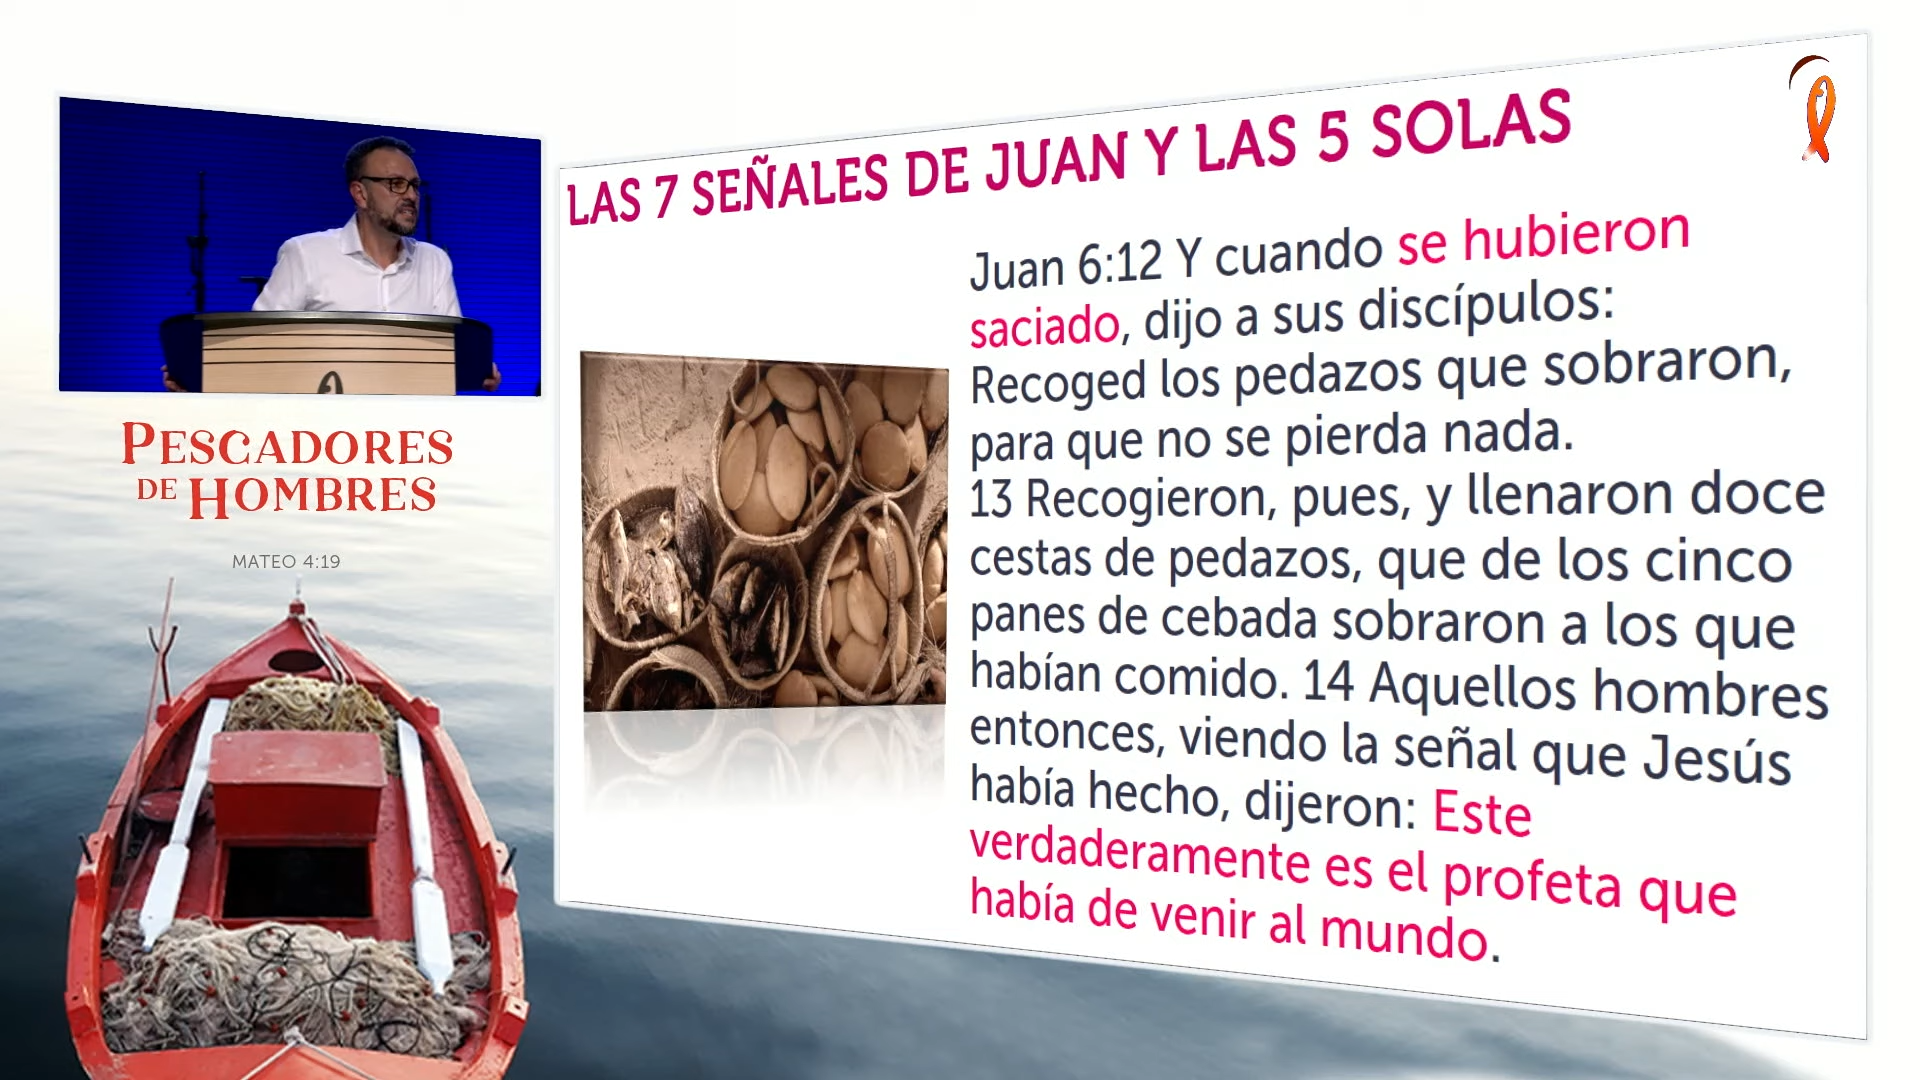 LAS 7 SEÑALES DE JUAN Y LAS 5 SOLAS
Juan 6:12 Y cuando se hubieron
saciado, dijo a sus discípulos:
Recoged los pedazos que sobraron,
para que no se pierda nada.
13 Recogieron, pues, y llenaron doce
cestas de pedazos, que de los cinco
panes de cebada sobraron a los que
habían comido. 14 Aquellos hombres
entonces, viendo la señal que Jesús
había hecho, dijeron: Este
verdaderamente es el profeta que
había de venir al mundo.
PESCADORES
DE HOMBRES
MATEO 4:19